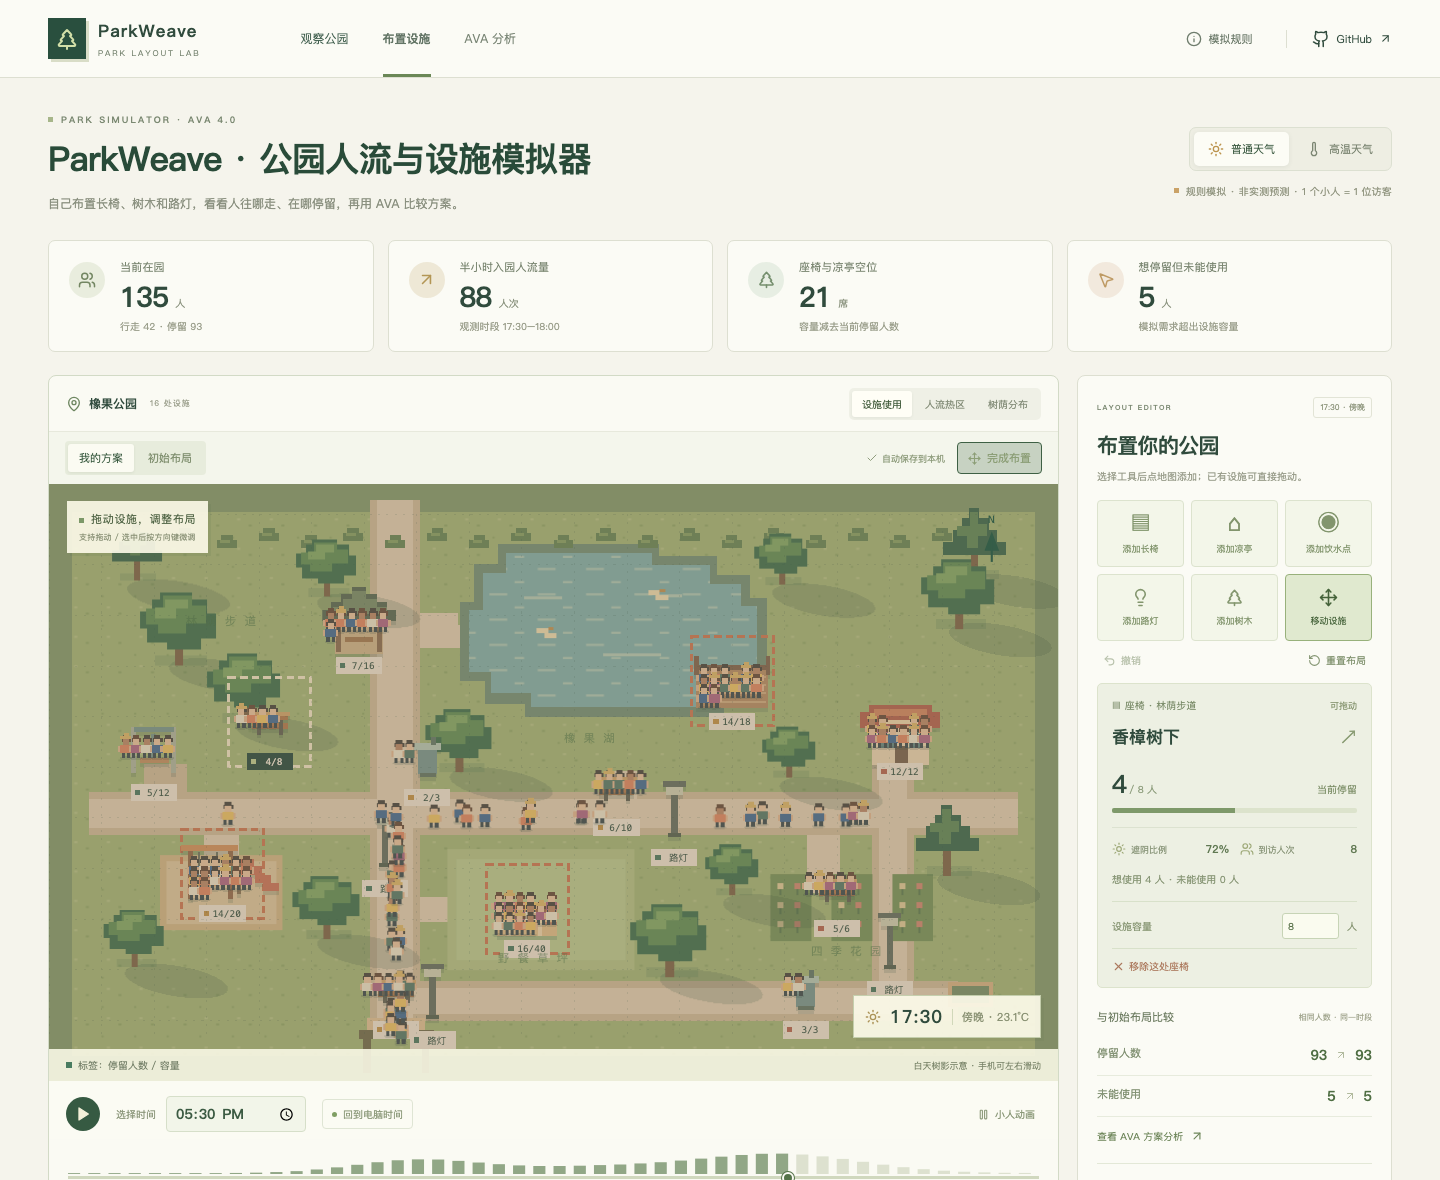 ParkWeave
PARK LAYOUT LAB
观察公园
布置设施
AVA 分析
模拟规则
GitHub
PARK SIMULATOR · AVA 4.0
ParkWeave · 公园人流与设施模拟器
自己布置长椅、树木和路灯，看看人往哪走、在哪停留，再用 AVA 比较方案。
普通天气
高温天气
规则模拟 · 非实测预测 · 1 个小人 = 1 位访客
当前在园
135 人
行走 42 · 停留 93
半小时入园人流量
88 人次
观测时段 17:30—18:00
座椅与凉亭空位
21 席
容量减去当前停留人数
想停留但未能使用
5 人
模拟需求超出设施容量
橡果公园 16 处设施
设施使用
人流热区
树荫分布
我的方案
初始布局
自动保存到本机
完成布置
拖动设施，调整布局
支持拖动 / 选中后按方向键微调
N
步道
7/16
14/18
橡果湖
4/8
5/12
12/12
2/3
6/10
路灯
14/20
5/6
16/40
野餐草坪
四季花园
路灯
3/3
路灯
17:30 傍晚 · 23.1°C
标签：停留人数 / 容量
白天树影示意 · 手机可左右滑动
选择时间
05:30 PM
回到电脑时间
小人动画
LAYOUT EDITOR
17:30 · 傍晚
布置你的公园
选择工具后点地图添加；已有设施可直接拖动。
添加长椅
添加凉亭
添加饮水点
添加路灯
添加树木
移动设施
撤销
重置布局
座椅 · 林荫步道
可拖动
香樟树下
4 / 8 人
当前停留
遮阴比例 72%
到访人次 8
想使用 4 人 · 未能使用 0 人
设施容量 8 人
移除这处座椅
与初始布局比较
相同人数 · 同一时段
停留人数 93 93
未能使用 5 5
查看 AVA 方案分析